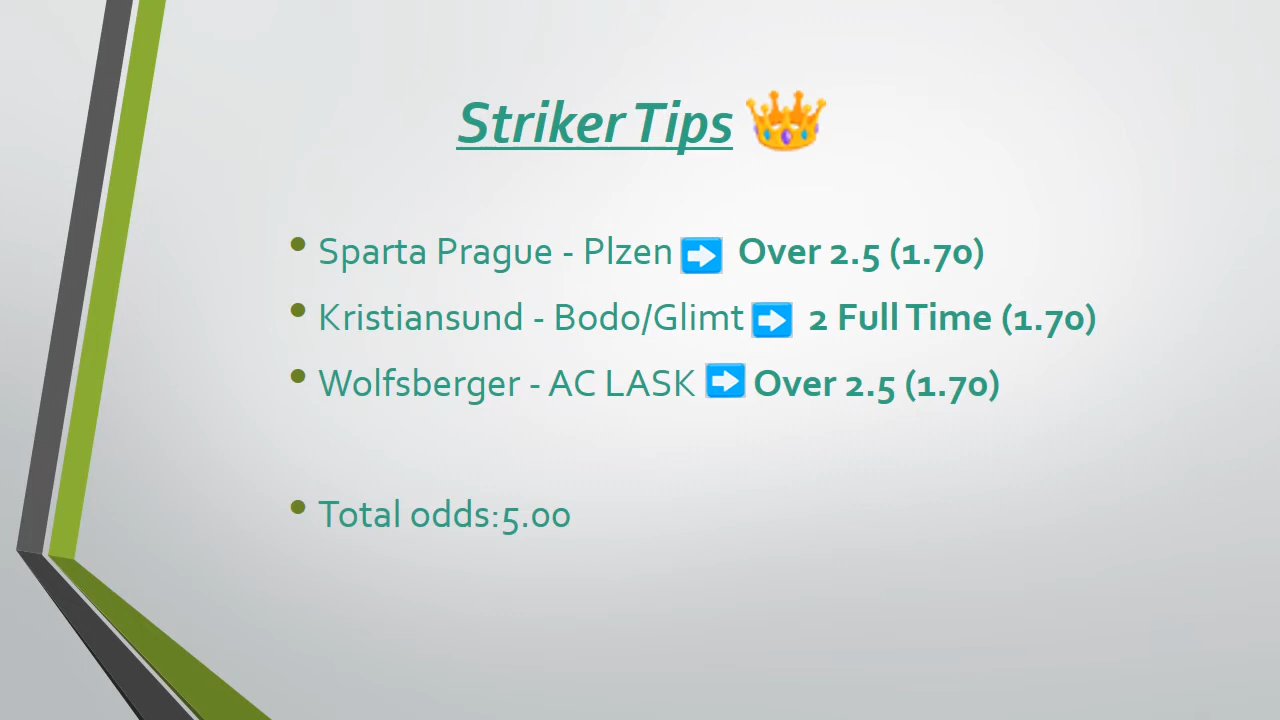 Striker Tips 👑
• Sparta Prague - Plzen ➡️ Over 2.5 (1.70)
• Kristiansund - Bodo/Glimt ➡️ 2 Full Time (1.70)
• Wolfsberger - AC LASK ➡️ Over 2.5 (1.70)
• Total odds:5.00